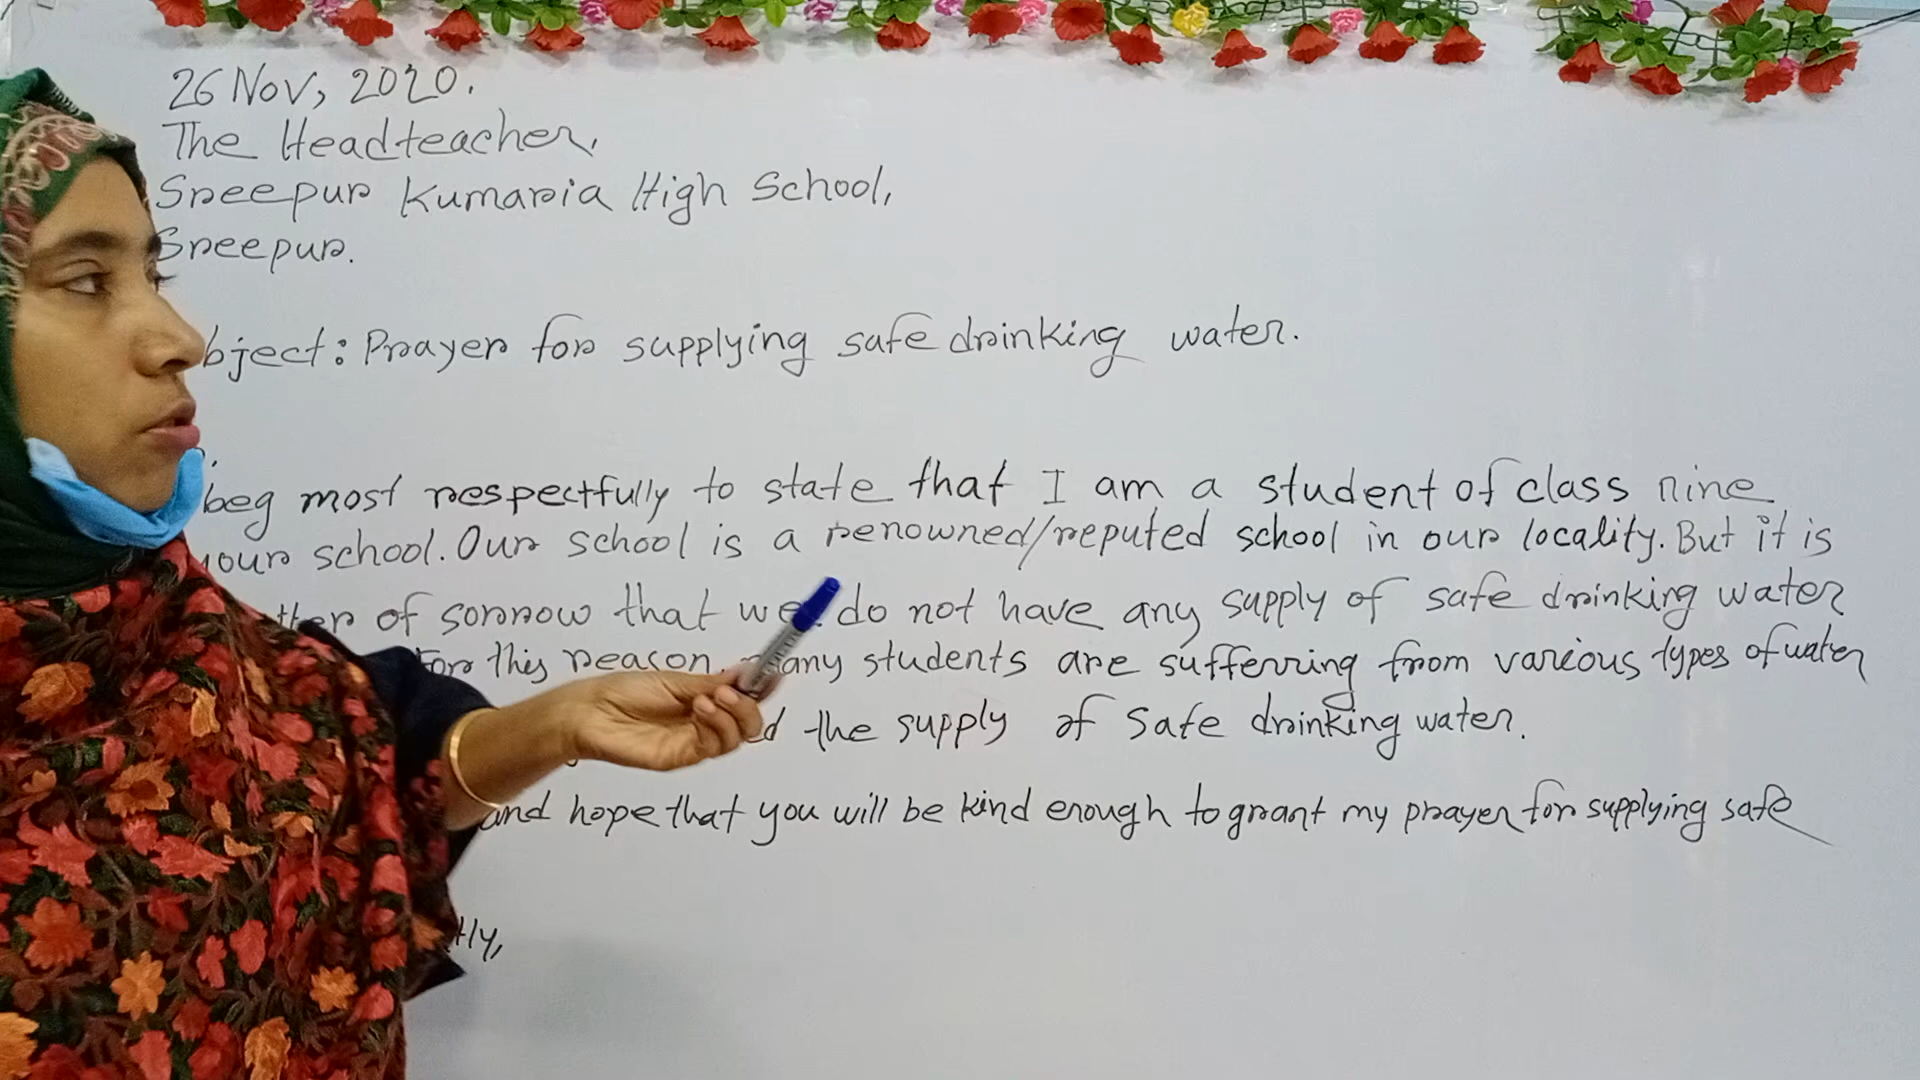 26 Nov, 2020.
The Headteacher,
Sreepur Kumaria High School,
Sreepur.
bject: Prayer for supplying safe drinking water.
beg most respectfully to state that I am a student of class nine
your school. Our school is a renowned/reputed school in our locality. But it is
of sorrow that we do not have any supply of safe drinking water
For this reason, many students are sufferring from various types of water
the supply of safe drinking water.
and hope that you will be kind enough to grant my prayer for supplying safe
tly,